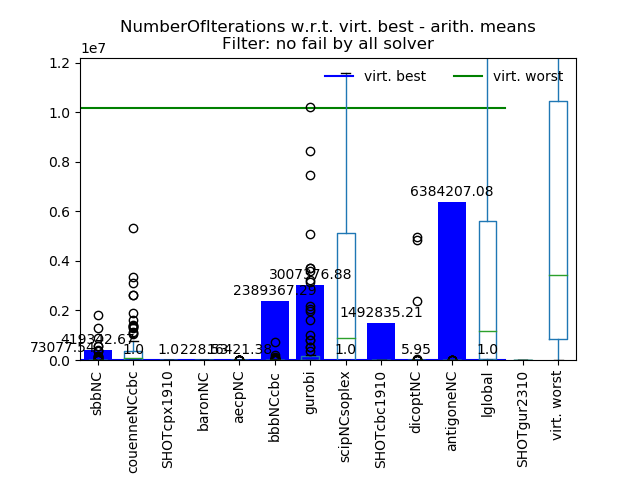 NumberOfIterations w.r.t. virt. best - arith. means
Filter: no fail by all solver
1e7
virt. best
virt. worst
1.2
1.0
0.8
0.6
0.4
0.2
0.0
6384207.08
3007376.88
2389367.29
1492835.21
1.0
1.0
1.0
5.95
1.0
sbbNC
couenneNCcbc
SHOTcpx1910
baronNC
aecpNC
bbbNCcbc
gurobi
scipNCsoplex
SHOTcbc1910
dicoptNC
antigoneNC
lglobal
SHOTgur2310
virt. worst